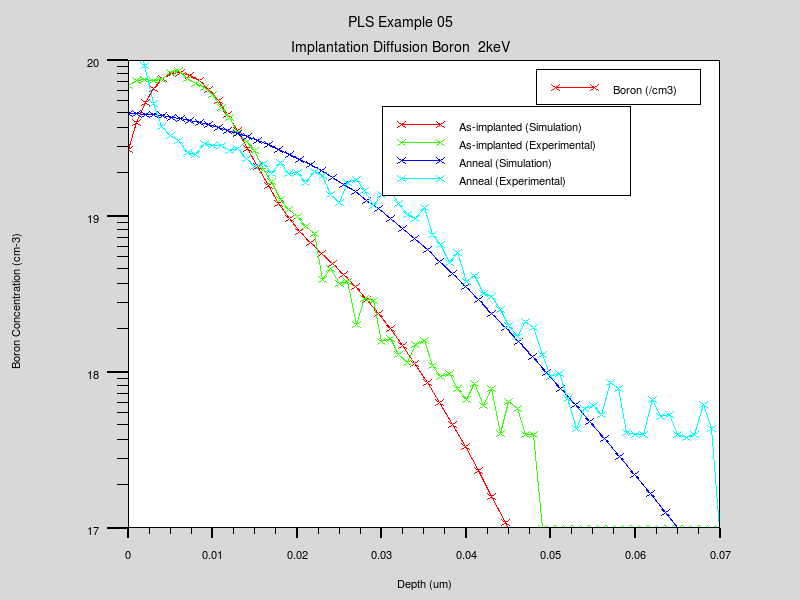 PLS Example 05
Implantation Diffusion Boron  2keV
Boron (/cm3)
As-implanted (Simulation)
As-implanted (Experimental)
Anneal (Simulation)
Anneal (Experimental)
Boron Concentration (cm-3)
20
19
18
17
0 0.01 0.02 0.03 0.04 0.05 0.06 0.07
Depth (um)